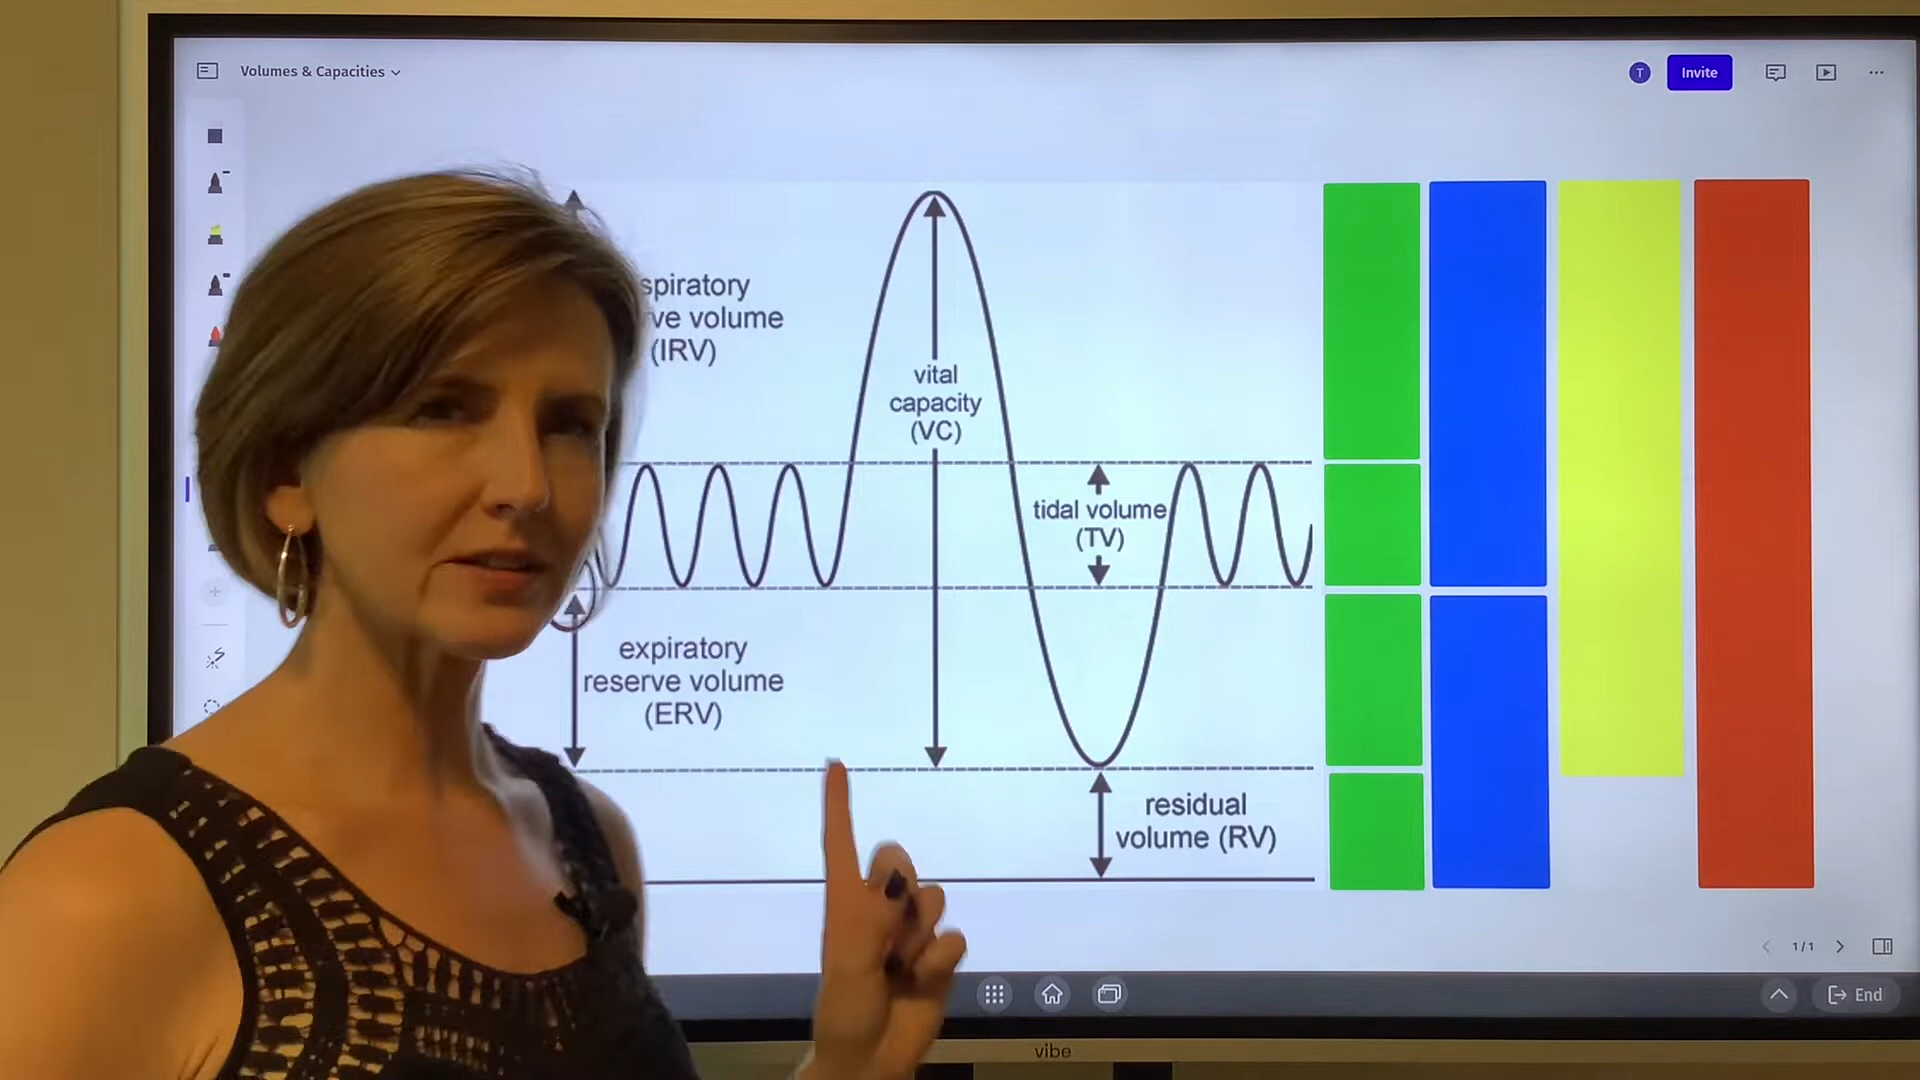 Volumes & Capacities
T
Invite
spiratory
ve volume
(IRV)
vital
capacity
(VC)
tidal volume
(TV)
expiratory
reserve volume
(ERV)
residual
volume (RV)
1/1
End
vibe